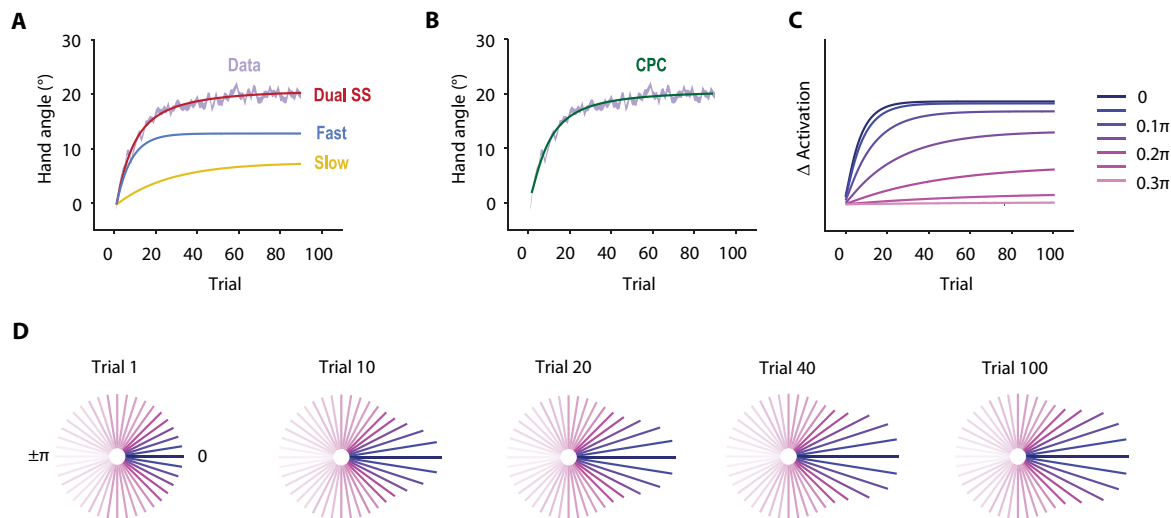 A
30
20
10
0
Hand angle (°)
Data
Dual SS
Fast
Slow
0 20 40 60 80 100
Trial
B
30
20
10
0
Hand angle (°)
CPC
0 20 40 60 80 100
Trial
C
Δ Activation
0 20 40 60 80 100
Trial
0
0.1π
0.2π
0.3π
D
Trial 1
Trial 10
Trial 20
Trial 40
Trial 100
±π
0